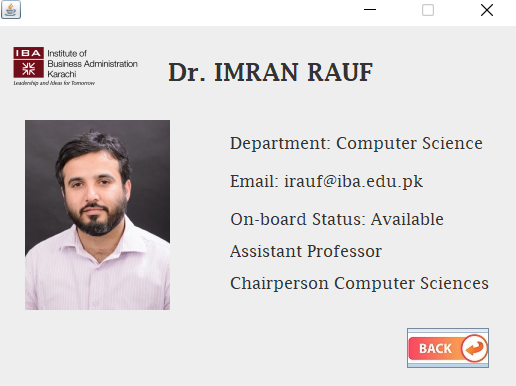 IBA
Institute of
Business Administration
Karachi
Leadership and Ideas for Tomorrow
Dr. IMRAN RAUF
Department: Computer Science
Email: irauf@iba.edu.pk
On-board Status: Available
Assistant Professor
Chairperson Computer Sciences
BACK